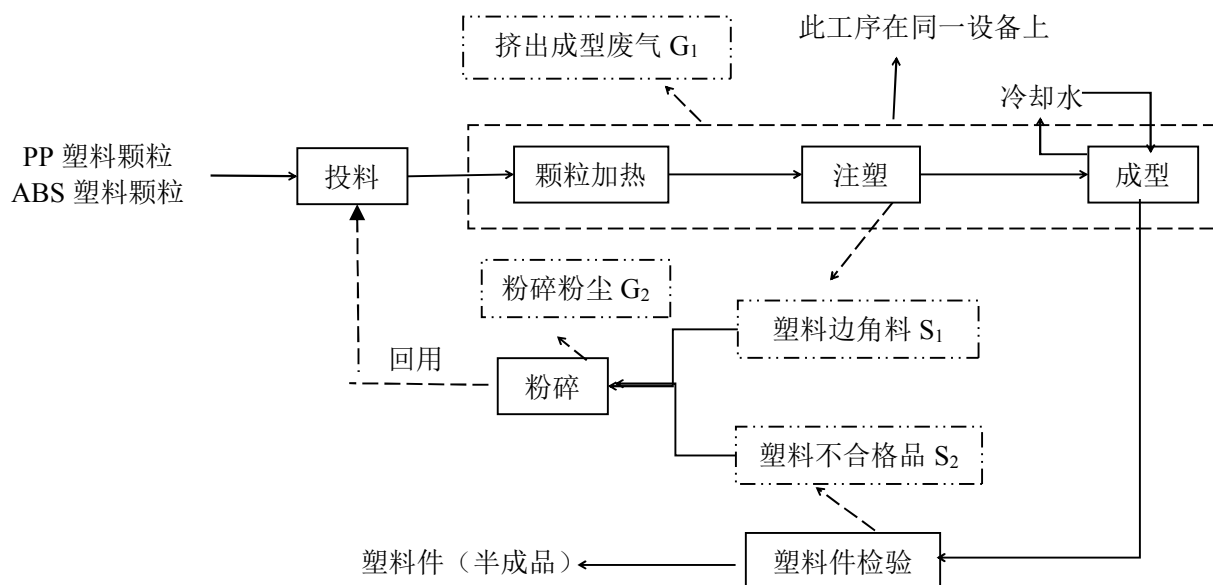 挤出成型废气 G₁
此工序在同一设备上
冷却水
PP 塑料颗粒
ABS 塑料颗粒
投料
颗粒加热
注塑
成型
粉碎粉尘 G₂
塑料边角料 S₁
回用
粉碎
塑料不合格品 S₂
塑料件（半成品）
塑料件检验